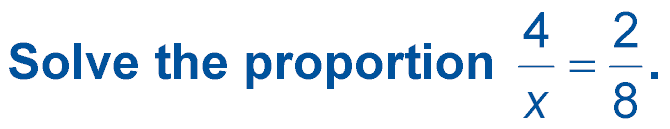 Solve the proportion 4/x = 2/8.